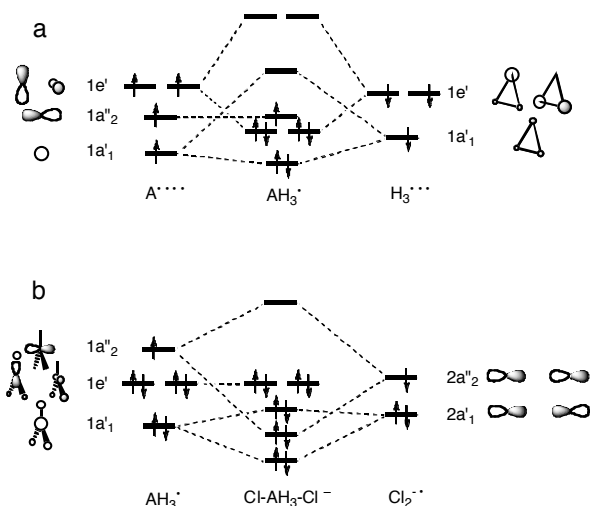 a
1e'
1a"2
1a'1
1e'
1a'1
A••••
AH3•
H3•••
b
1a"2
1e'
1a'1
2a"2
2a'1
AH3•
Cl-AH3-Cl –
Cl2-•